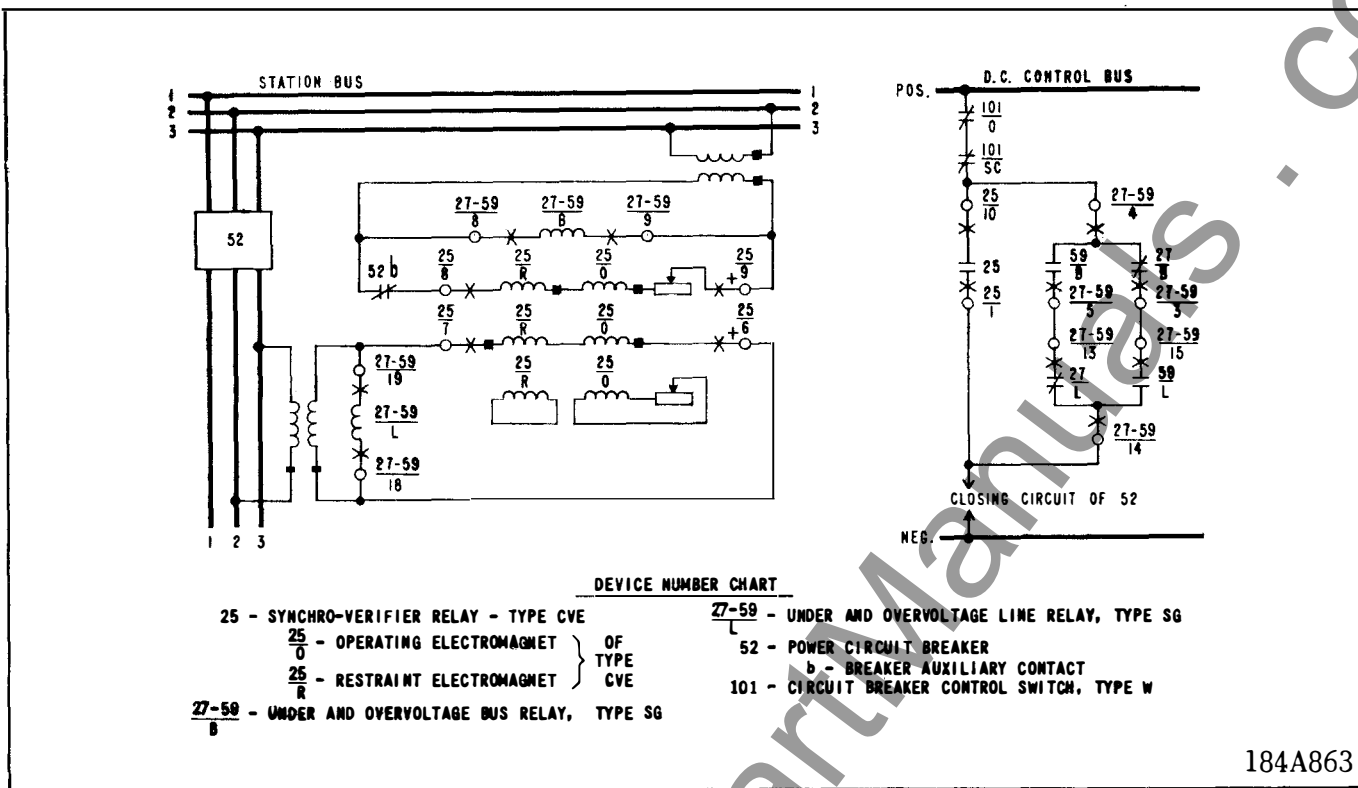 STATION BUS
1
2
3
1
2
3
52
27-59
8
27-59
B
27-59
9
52 b
25
8
25
R
25
O
+
25
9
25
7
25
R
25
O
+
25
6
25
R
25
O
27-59
19
27-59
L
27-59
18
1 2 3
D.C. CONTROL BUS
POS.
101
O
101
SC
25
10
25
25
1
27-59
4
59
B
27
B
27-59
5
27-59
3
27-59
13
27-59
15
27
L
59
L
27-59
14
CLOSING CIRCUIT OF 52
NEG.
DEVICE NUMBER CHART
25 - SYNCHRO-VERIFIER RELAY - TYPE CVE
25
O - OPERATING ELECTROMAGNET
25
R - RESTRAINT ELECTROMAGNET
OF
TYPE
CVE
27-59
B - UNDER AND OVERVOLTAGE BUS RELAY, TYPE SG
27-59
L - UNDER AND OVERVOLTAGE LINE RELAY, TYPE SG
52 - POWER CIRCUIT BREAKER
b - BREAKER AUXILIARY CONTACT
101 - CIRCUIT BREAKER CONTROL SWITCH, TYPE W
184A863
artManuals.co